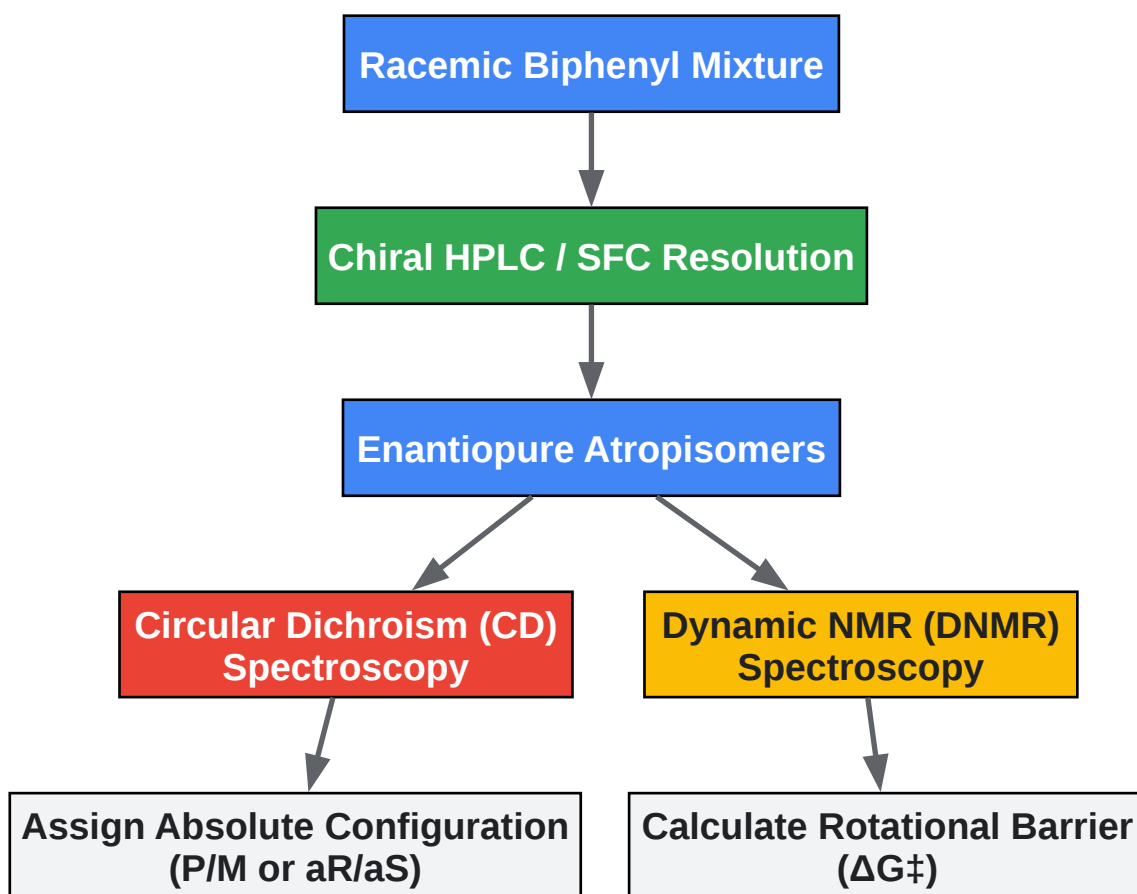 Racemic Biphenyl Mixture
Chiral HPLC / SFC Resolution
Enantiopure Atropisomers
Circular Dichroism (CD)
Spectroscopy
Dynamic NMR (DNMR)
Spectroscopy
Assign Absolute Configuration
(P/M or aR/aS)
Calculate Rotational Barrier
(ΔG‡)